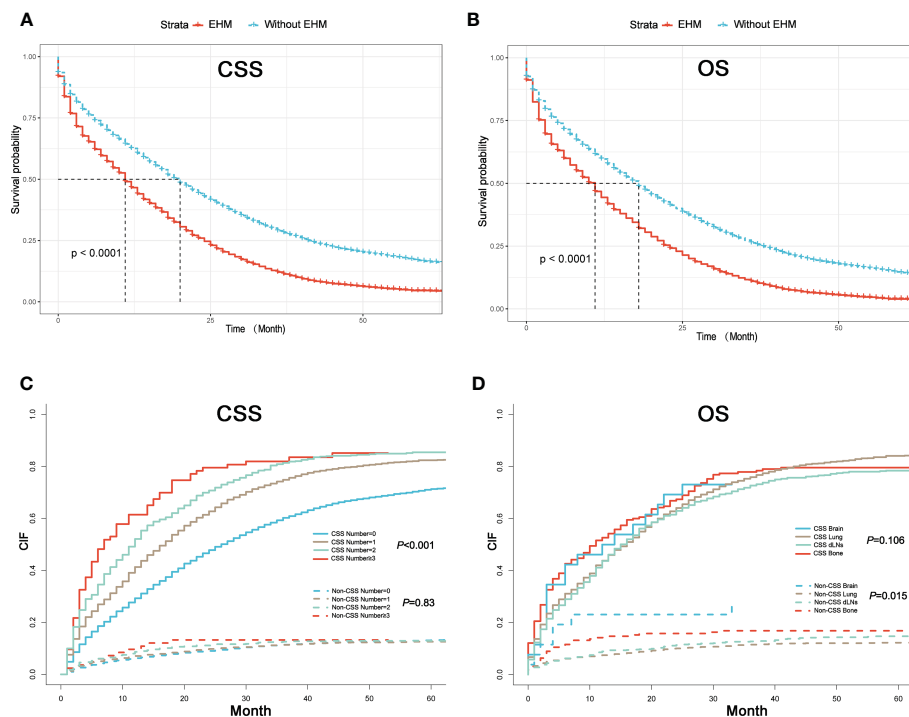 A
Strata EHM Without EHM
CSS
1.00
0.75
0.50
0.25
0.00
Survival probability
p < 0.0001
0 25 50
Time （Month）
B
Strata EHM Without EHM
OS
1.00
0.75
0.50
0.25
0.00
Survival probability
p < 0.0001
0 25 50
Time （Month）
C
CSS
1.0
0.8
0.6
0.4
0.2
0.0
CIF
CSS Number=0
CSS Number=1
CSS Number=2
CSS Number≥3
P<0.001
Non-CSS Number=0
Non-CSS Number=1
Non-CSS Number=2
Non-CSS Number≥3
P=0.83
0 10 20 30 40 50 60
Month
D
OS
1.0
0.8
0.6
0.4
0.2
0.0
CIF
CSS Brain
CSS Lung
CSS dLNs
CSS Bone
P=0.106
Non-CSS Brain
Non-CSS Lung
Non-CSS dLNs
Non-CSS Bone
P=0.015
0 10 20 30 40 50 60
Month